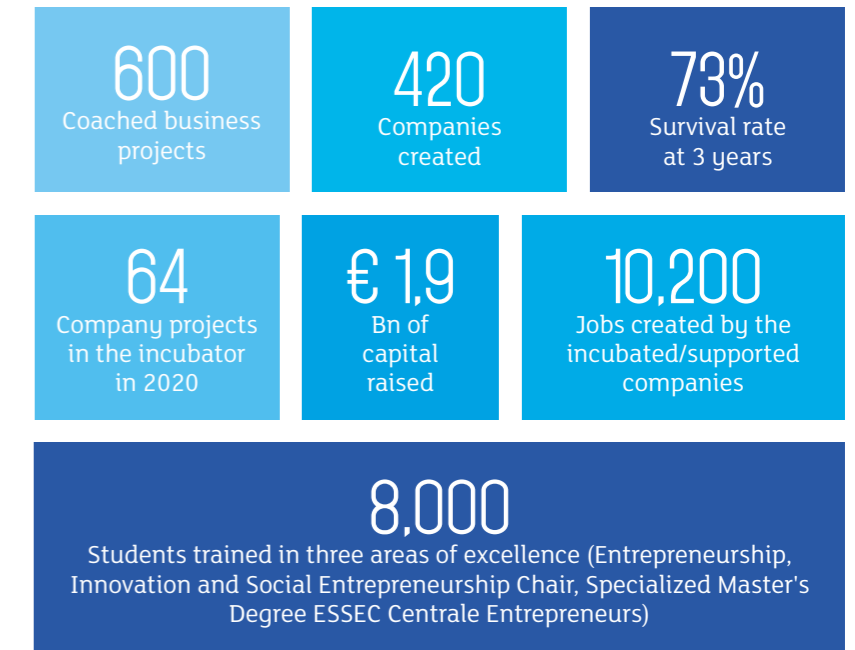 600
Coached business
projects
420
Companies
created
73%
Survival rate
at 3 years
64
Company projects
in the incubator
in 2020
€ 1,9
Bn of
capital
raised
10,200
Jobs created by the
incubated/supported
companies
8,000
Students trained in three areas of excellence (Entrepreneurship,
Innovation and Social Entrepreneurship Chair, Specialized Master's
Degree ESSEC Centrale Entrepreneurs)